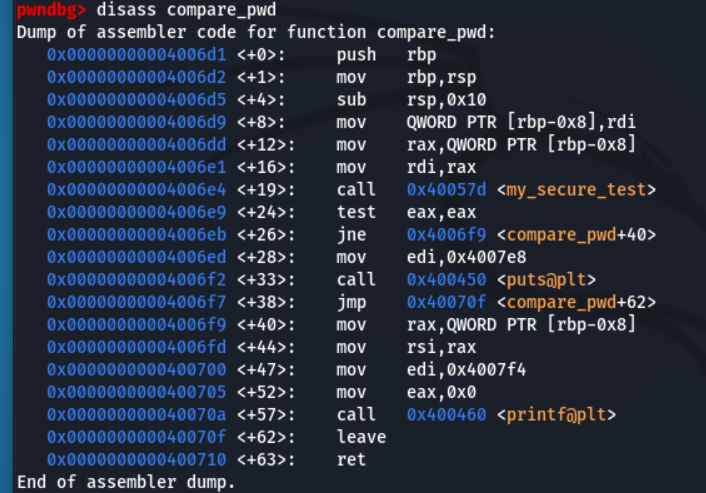 pwndbg> disass compare_pwd
Dump of assembler code for function compare_pwd:
   0x00000000004006d1 <+0>:     push   rbp
   0x00000000004006d2 <+1>:     mov    rbp,rsp
   0x00000000004006d5 <+4>:     sub    rsp,0x10
   0x00000000004006d9 <+8>:     mov    QWORD PTR [rbp-0x8],rdi
   0x00000000004006dd <+12>:    mov    rax,QWORD PTR [rbp-0x8]
   0x00000000004006e1 <+16>:    mov    rdi,rax
   0x00000000004006e4 <+19>:    call   0x40057d <my_secure_test>
   0x00000000004006e9 <+24>:    test   eax,eax
   0x00000000004006eb <+26>:    jne    0x4006f9 <compare_pwd+40>
   0x00000000004006ed <+28>:    mov    edi,0x4007e8
   0x00000000004006f2 <+33>:    call   0x400450 <puts@plt>
   0x00000000004006f7 <+38>:    jmp    0x40070f <compare_pwd+62>
   0x00000000004006f9 <+40>:    mov    rax,QWORD PTR [rbp-0x8]
   0x00000000004006fd <+44>:    mov    rsi,rax
   0x0000000000400700 <+47>:    mov    edi,0x4007f4
   0x0000000000400705 <+52>:    mov    eax,0x0
   0x000000000040070a <+57>:    call   0x400460 <printf@plt>
   0x000000000040070f <+62>:    leave
   0x0000000000400710 <+63>:    ret
End of assembler dump.